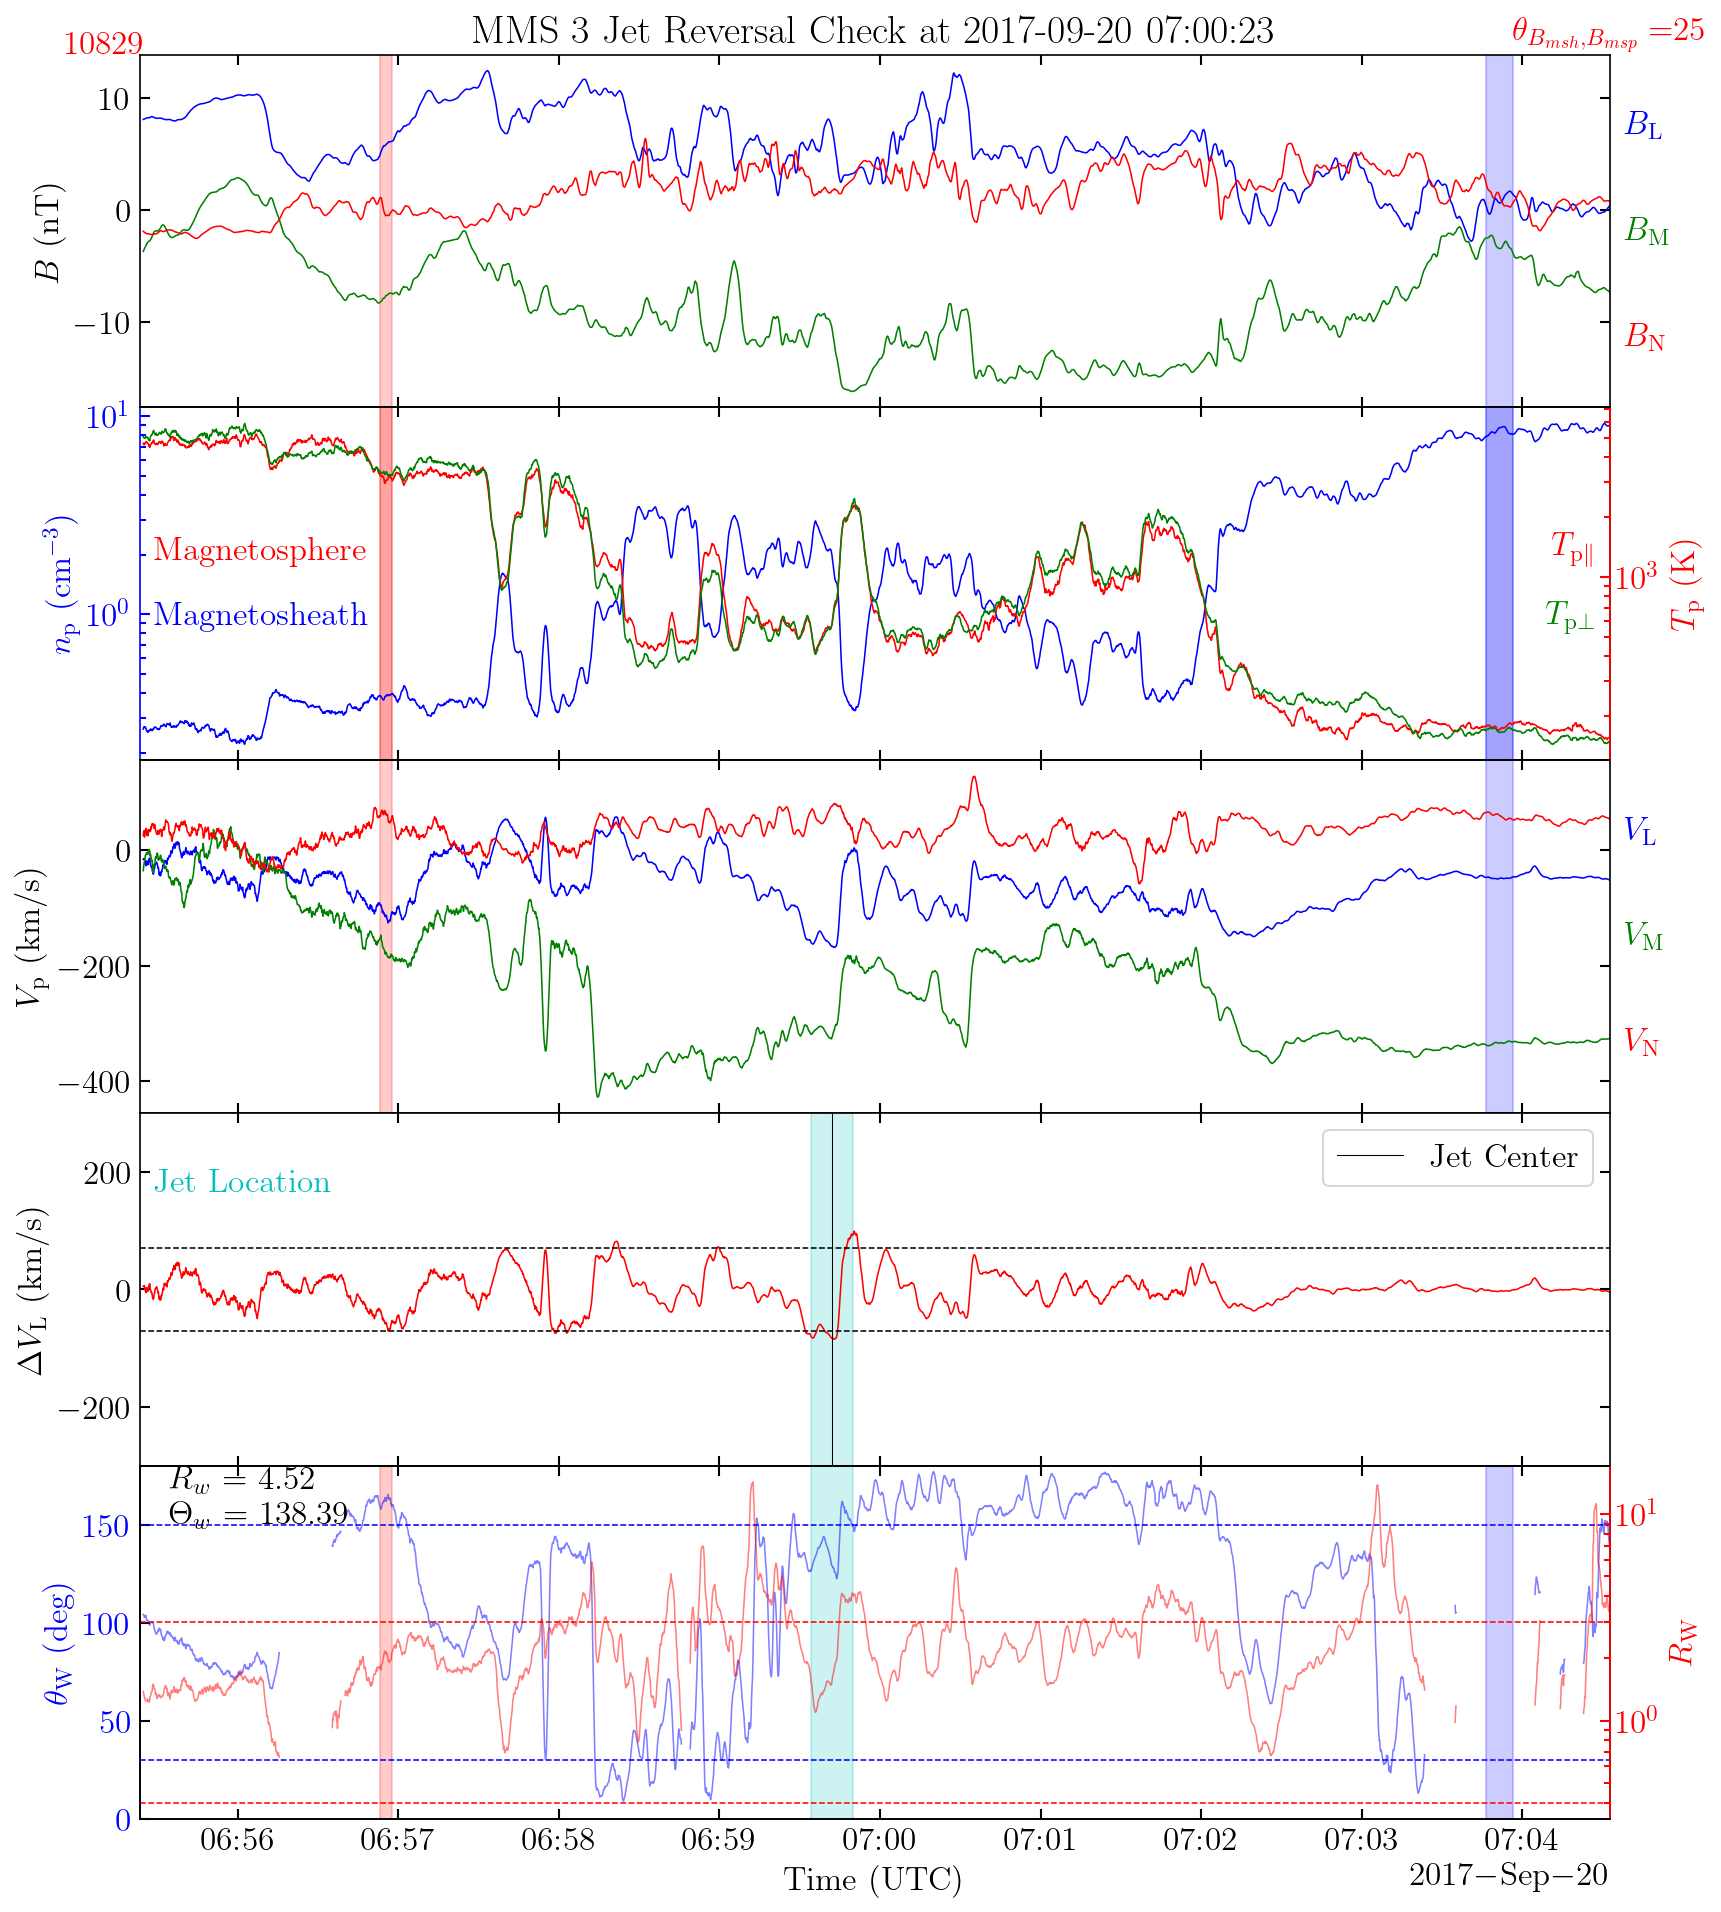 MMS 3 Jet Reversal Check at 2017-09-20 07:00:23
10829
θ_{B_{msh},B_{msp}} =25
10
0
−10
B (nT)
B_L
B_M
B_N
10^1
10^0
n_p (cm^{−3})
Magnetosphere
Magnetosheath
T_{p∥}
T_{p⊥}
10^3
T_p (K)
0
−200
−400
V_p (km/s)
V_L
V_M
V_N
200
0
−200
ΔV_L (km/s)
Jet Location
Jet Center
R_w = 4.52
Θ_w = 138.39
150
100
50
0
θ_W (deg)
10^1
10^0
R_W
06:56
06:57
06:58
06:59
07:00
07:01
07:02
07:03
07:04
Time (UTC)
2017−Sep−20